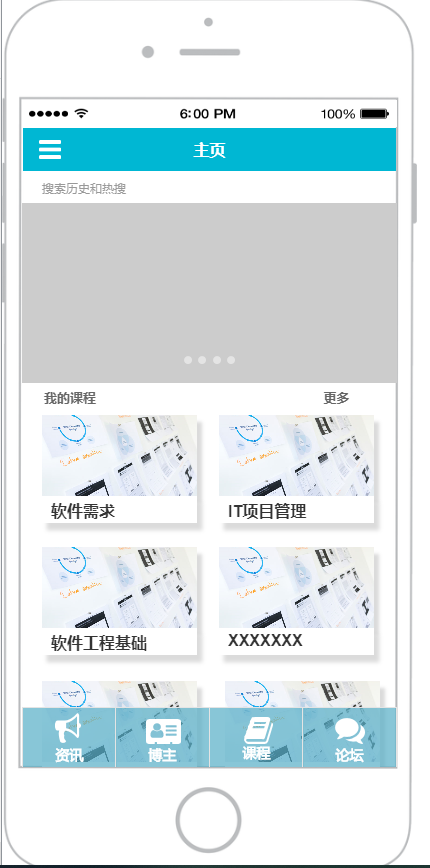 6:00 PM 100%
主页
搜索历史和热搜
我的课程 更多
软件需求 IT项目管理
软件工程基础 XXXXXXX
资讯 博主 课程 论坛